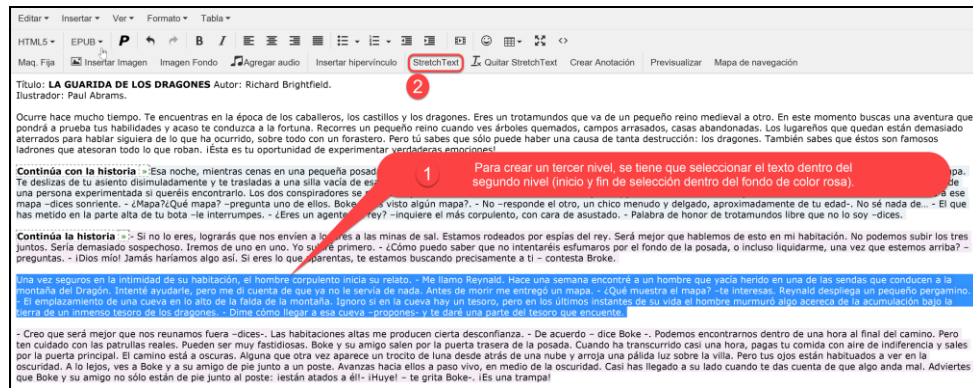 Editar Insertar Ver Formato Tabla
HTML5 EPUB P B I
Maq. Fija Insertar Imagen Imagen Fondo Agregar audio Insertar hipervínculo StretchText Quitar StretchText Crear Anotación Previsualizar Mapa de navegación
2
Título: LA GUARIDA DE LOS DRAGONES Autor: Richard Brightfield.
Ilustrador: Paul Abrams.
Ocurre hace mucho tiempo. Te encuentras en la época de los caballeros, los castillos y los dragones. Eres un trotamundos que va de un pequeño reino medieval a otro. En este momento buscas una aventura que
pondrá a prueba tus habilidades y acaso te conduzca a la fortuna. Recorres un pequeño reino cuando ves árboles quemados, campos arrasados, casas abandonadas. Los lugareños que quedan están demasiado
aterrados para hablar siquiera de lo que ha ocurrido, sobre todo con un forastero. Pero tú sabes que sólo puede haber una causa de tanta destrucción: los dragones. También sabes que éstos son famosos
ladrones que atesoran todo lo que roban. ¡Ésta es tu oportunidad de experimentar verdaderas emociones!
1 Para crear un tercer nivel, se tiene que seleccionar el texto dentro del
segundo nivel (inicio y fin de selección dentro del fondo de color rosa).
Continúa con la historia »Esa noche, mientras cenas en una pequeña posada mapa.
Te deslizas de tu asiento disimuladamente y te trasladas a una silla vacía de esa de
una persona experimentada si queréis encontrarlo. Los dos conspiradores se a ese
mapa –dices sonriente. - ¿Mapa?¿Qué mapa? –pregunta uno de ellos. Boke visto algún mapa?. - No –responde el otro, un chico menudo y delgado, aproximadamente de tu edad-. No sé nada de... - El que
has metido en la parte alta de tu bota –le interrumpes. - ¿Eres un agente rey? –inquiere el más corpulento, con cara de asustado. - Palabra de honor de trotamundos libre que no lo soy –dices.
Continúa la historia »- Si no lo eres, lograrás que nos envíen a los tres a las minas de sal. Estamos rodeados por espías del rey. Será mejor que hablemos de esto en mi habitación. No podemos subir los tres
juntos. Sería demasiado sospechoso. Iremos de uno en uno. Yo subiré primero. - ¿Cómo puedo saber que no intentaréis esfumaros por el fondo de la posada, o incluso liquidarme, una vez que estemos arriba? –
preguntas. - ¡Dios mío! Jamás haríamos algo así. Si eres lo que aparentas, te estamos buscando precisamente a ti – contesta Broke.
Una vez seguros en la intimidad de su habitación, el hombre corpulento inicia su relato. - Me llamo Reynald. Hace una semana encontré a un hombre que yacía herido en una de las sendas que conducen a la
montaña del Dragón. Intenté ayudarle, pero me di cuenta de que ya no le servía de nada. Antes de morir me entregó un mapa. - ¿Qué muestra el mapa? –te interesas. Reynald despliega un pequeño pergamino.
- El emplazamiento de una cueva en lo alto de la falda de la montaña. Ignoro si en la cueva hay un tesoro, pero en los últimos instantes de su vida el hombre murmuró algo acereca de la acumulación bajo la
tierra de un inmenso tesoro de los dragones. - Dime cómo llegar a esa cueva –propones- y te daré una parte del tesoro que encuente.
- Creo que será mejor que nos reunamos fuera –dices-. Las habitaciones altas me producen cierta desconfianza. - De acuerdo – dice Boke -. Podemos encontrarnos dentro de una hora al final del camino. Pero
ten cuidado con las patrullas reales. Pueden ser muy fastidiosas. Boke y su amigo salen por la puerta trasera de la posada. Cuando ha transcurrido casi una hora, pagas tu comida con aire de indiferencia y sales
por la puerta principal. El camino está a oscuras. Alguna que otra vez aparece un trocito de luna desde atrás de una nube y arroja una pálida luz sobre la villa. Pero tus ojos están habituados a ver en la
oscuridad. A lo lejos, ves a Boke y a su amigo de pie junto a un poste. Avanzas hacia ellos a paso vivo, en medio de la oscuridad. Casi has llegado a su lado cuando te das cuenta de que algo anda mal. Adviertes
que Boke y su amigo no sólo están de pie junto al poste: ¡están atados a él!- ¡Huye! – te grita Boke-. ¡Es una trampa!